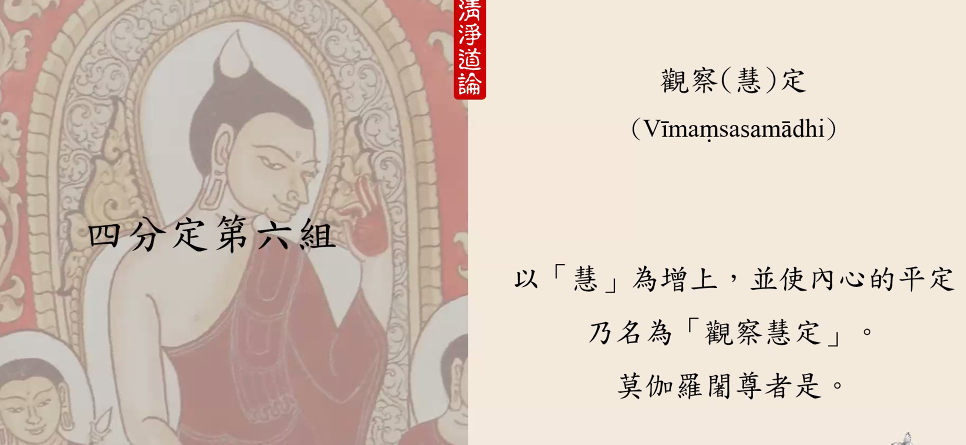 四分定第六組
清淨道論
觀察(慧)定
(Vīmaṃsasamādhi)
以「慧」為增上，並使內心的平定
乃名為「觀察慧定」。
莫伽羅闍尊者是。